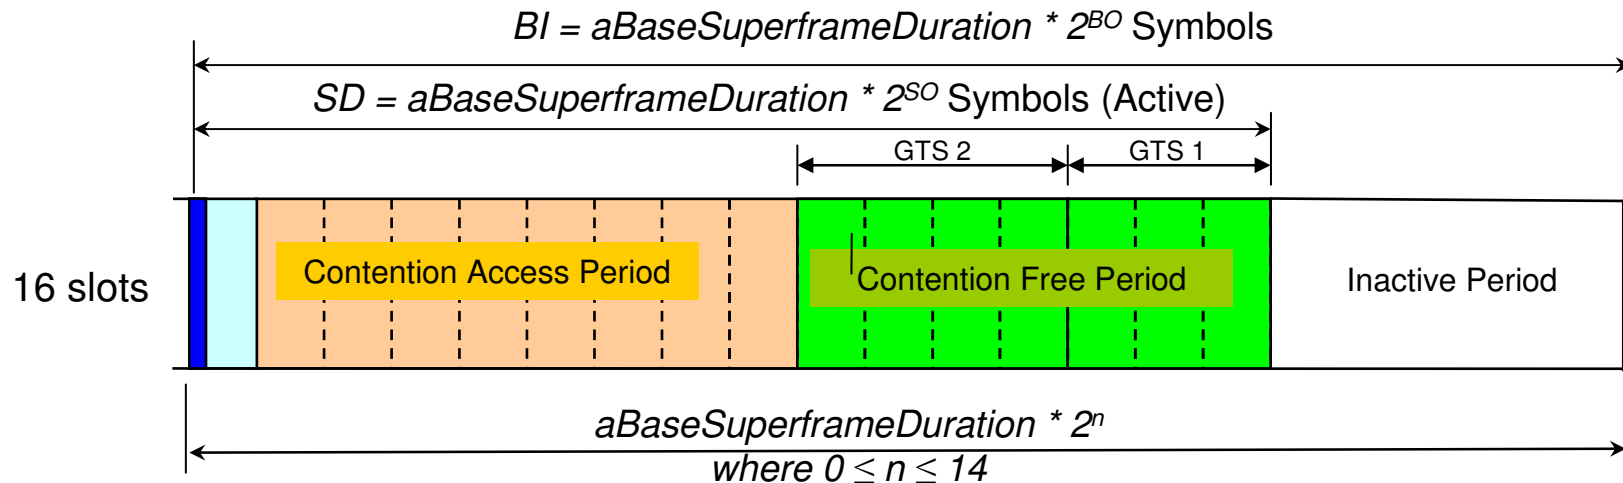 BI = aBaseSuperframeDuration * 2^BO Symbols
SD = aBaseSuperframeDuration * 2^SO Symbols (Active)
GTS 2 GTS 1
16 slots
Contention Access Period
Contention Free Period
Inactive Period
aBaseSuperframeDuration * 2^n
where 0 ≤ n ≤ 14